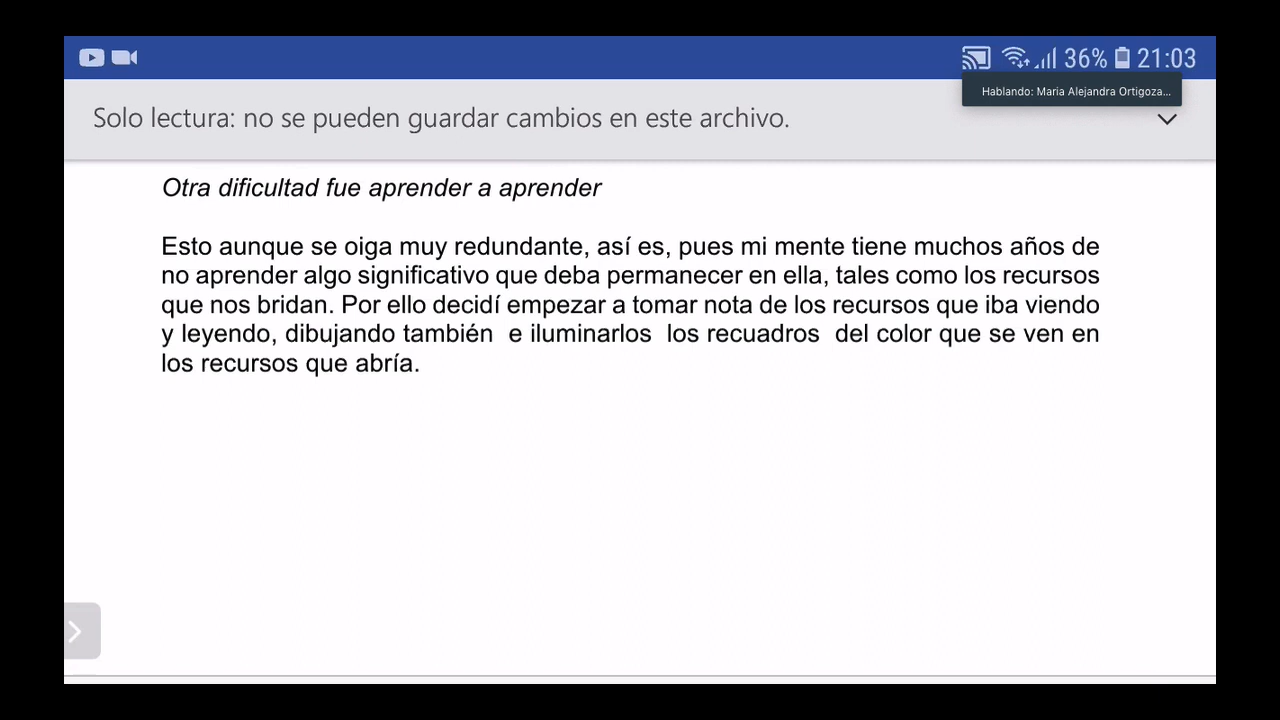 36% 21:03
Hablando: Maria Alejandra Ortigoza...
Solo lectura: no se pueden guardar cambios en este archivo.
Otra dificultad fue aprender a aprender
Esto aunque se oiga muy redundante, así es, pues mi mente tiene muchos años de
no aprender algo significativo que deba permanecer en ella, tales como los recursos
que nos bridan. Por ello decidí empezar a tomar nota de los recursos que iba viendo
y leyendo, dibujando también e iluminarlos los recuadros del color que se ven en
los recursos que abría.